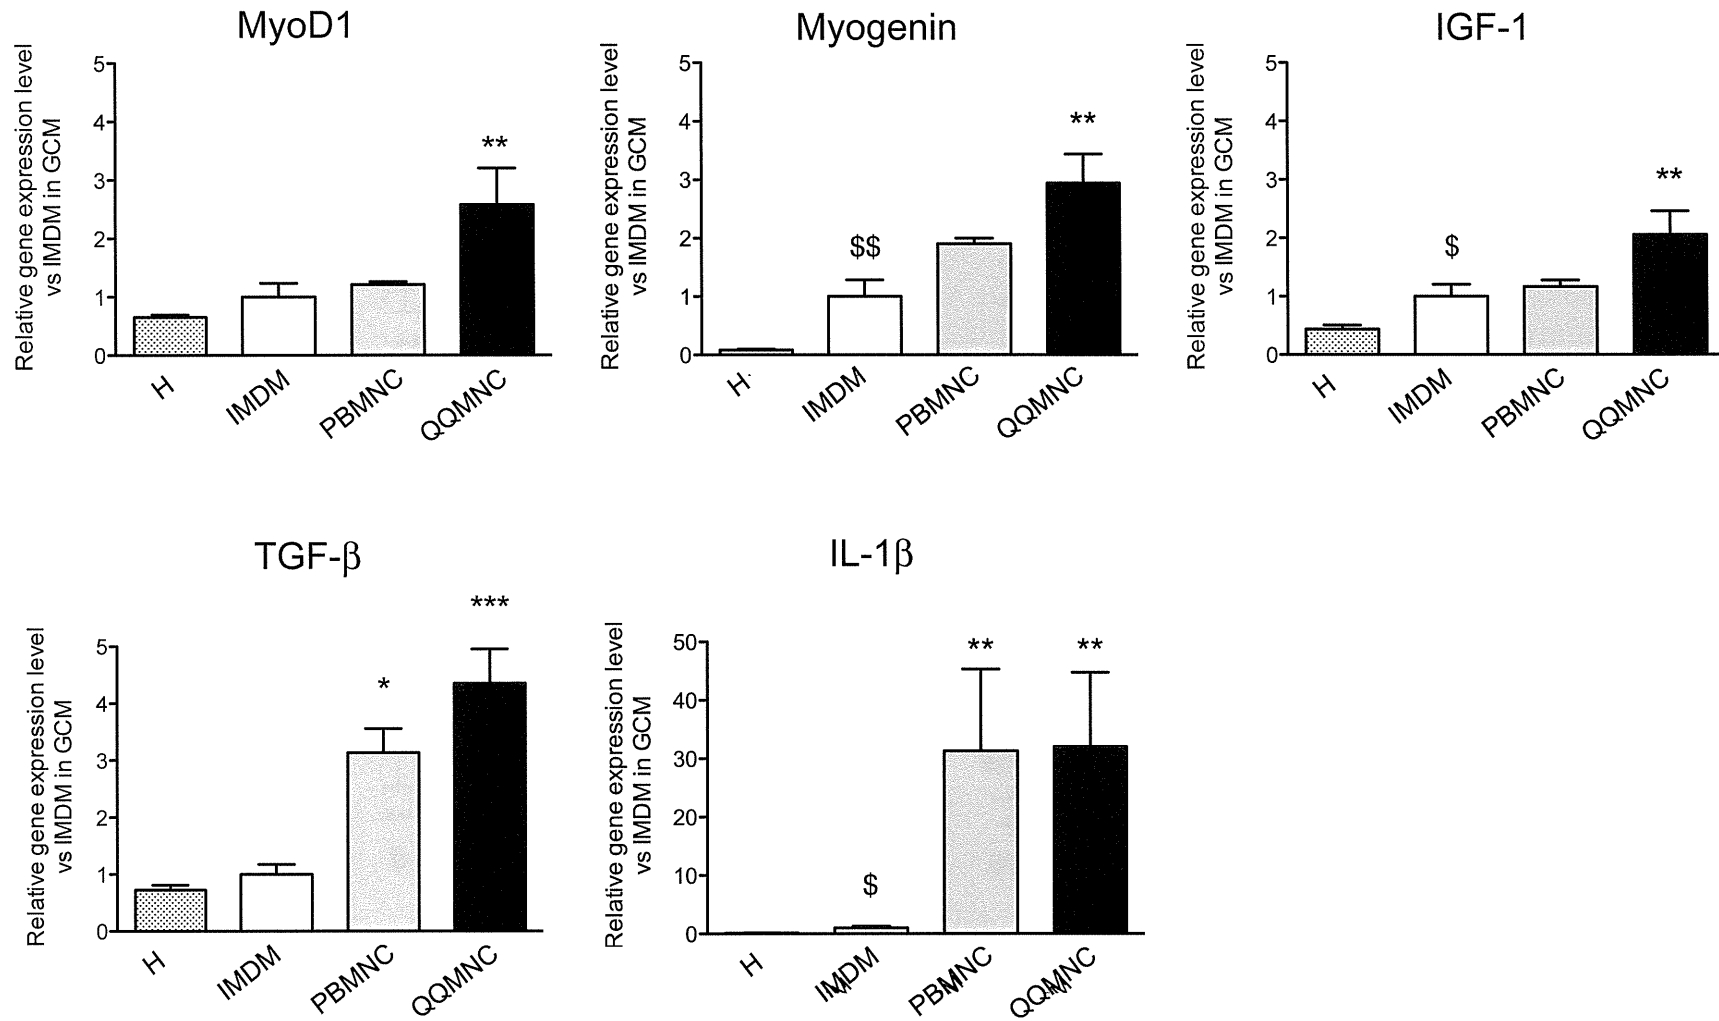 MyoD1
Relative gene expression level
vs IMDM in GCM
5
4
3
2
1
0
**
H
IMDM
PBMNC
QQMNC
Myogenin
Relative gene expression level
vs IMDM in GCM
5
4
3
2
1
0
$$
**
H
IMDM
PBMNC
QQMNC
IGF-1
Relative gene expression level
vs IMDM in GCM
5
4
3
2
1
0
$
**
H
IMDM
PBMNC
QQMNC
TGF-β
Relative gene expression level
vs IMDM in GCM
5
4
3
2
1
0
*
***
H
IMDM
PBMNC
QQMNC
IL-1β
Relative gene expression level
vs IMDM in GCM
50
40
30
20
10
0
$
**
**
H
IMDM
PBMNC
QQMNC